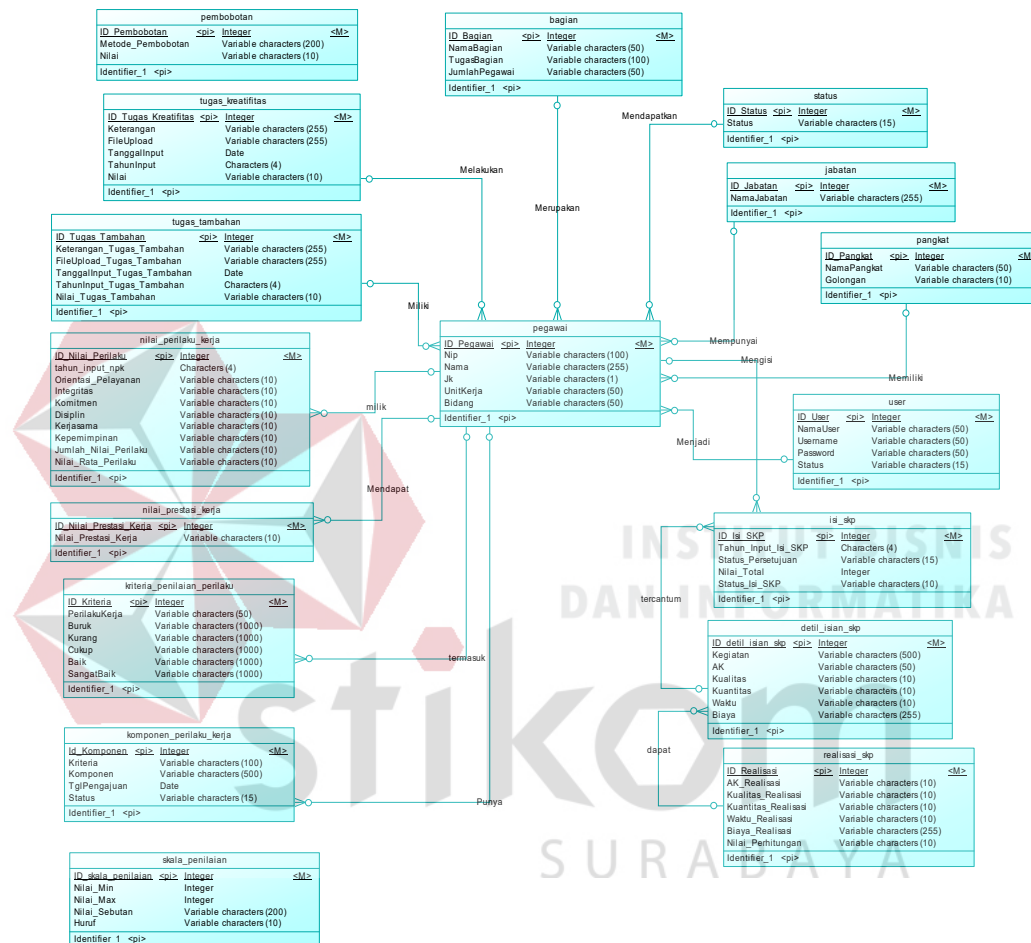 pembobotan
ID_Pembobotan <pi> Integer <M>
Metode_Pembobotan Variable characters (200)
Nilai Variable characters (10)
Identifier_1 <pi>
bagian
ID_Bagian <pi> Integer <M>
NamaBagian Variable characters (50)
TugasBagian Variable characters (100)
JumlahPegawai Variable characters (50)
Identifier_1 <pi>
status
ID_Status <pi> Integer <M>
Status Variable characters (15)
Identifier_1 <pi>
tugas_kreatifitas
ID_Tugas_Kreatifitas <pi> Integer <M>
Keterangan Variable characters (255)
FileUpload Variable characters (255)
TanggalInput Date
TahunInput Characters (4)
Nilai Variable characters (10)
Identifier_1 <pi>
Mendapatkan
Melakukan
Merupakan
jabatan
ID_Jabatan <pi> Integer <M>
NamaJabatan Variable characters (255)
Identifier_1 <pi>
tugas_tambahan
ID_Tugas_Tambahan <pi> Integer <M>
Keterangan_Tugas_Tambahan Variable characters (255)
FileUpload_Tugas_Tambahan Variable characters (255)
TanggalInput_Tugas_Tambahan Date
TahunInput_Tugas_Tambahan Characters (4)
Nilai_Tugas_Tambahan Variable characters (10)
Identifier_1 <pi>
pangkat
ID_Pangkat <pi> Integer <M
NamaPangkat Variable characters (50)
Golongan Variable characters (10)
Identifier_1 <pi>
Miliki
pegawai
ID_Pegawai <pi> Integer <M>
Nip Variable characters (100)
Nama Variable characters (255)
Jk Variable characters (1)
UnitKerja Variable characters (50)
Bidang Variable characters (50)
Identifier_1 <pi>
Mempunyai
Mengisi
Memiliki
nilai_perilaku_kerja
ID_Nilai_Perilaku <pi> Integer <M>
tahun_input_npk Characters (4)
Orientasi_Pelayanan Variable characters (10)
Integritas Variable characters (10)
Komitmen Variable characters (10)
Disiplin Variable characters (10)
Kerjasama Variable characters (10)
Kepemimpinan Variable characters (10)
Jumlah_Nilai_Perilaku Variable characters (10)
Nilai_Rata_Perilaku Variable characters (10)
Identifier_1 <pi>
milik
user
ID_User <pi> Integer <M>
NamaUser Variable characters (50)
Username Variable characters (50)
Password Variable characters (50)
Status Variable characters (15)
Identifier_1 <pi>
Menjadi
Mendapat
nilai_prestasi_kerja
ID_Nilai_Prestasi_Kerja <pi> Integer <M>
Nilai_Prestasi_Kerja Variable characters (10)
Identifier_1 <pi>
isi_skp
ID_Isi_SKP <pi> Integer <M>
Tahun_Input_Isi_SKP Characters (4)
Status_Persetujuan Variable characters (15)
Nilai_Total Integer
Status_Isi_SKP Variable characters (10)
Identifier_1 <pi>
INSTITUT BISNIS
DAN INFORMATIKA
kriteria_penilaian_perilaku
ID_Kriteria <pi> Integer <M>
PerilakuKerja Variable characters (50)
Buruk Variable characters (1000)
Kurang Variable characters (1000)
Cukup Variable characters (1000)
Baik Variable characters (1000)
SangatBaik Variable characters (1000)
Identifier_1 <pi>
tercantum
termasuk
detil_isian_skp
ID_detil_isian_skp <pi> Integer <M>
Kegiatan Variable characters (500)
AK Variable characters (50)
Kualitas Variable characters (10)
Kuantitas Variable characters (10)
Waktu Variable characters (10)
Biaya Variable characters (255)
Identifier_1 <pi>
stikom
SURABAYA
dapat
komponen_perilaku_kerja
Id_Komponen <pi> Integer <M>
Kriteria Variable characters (100)
Komponen Variable characters (500)
TglPengajuan Date
Status Variable characters (15)
Identifier_1 <pi>
Punya
realisasi_skp
ID_Realisasi <pi> Integer <M>
AK_Realisasi Variable characters (10)
Kualitas_Realisasi Variable characters (10)
Kuantitas_Realisasi Variable characters (10)
Waktu_Realisasi Variable characters (10)
Biaya_Realisasi Variable characters (255)
Nilai_Perhitungan Variable characters (10)
Identifier_1 <pi>
skala_penilaian
ID_skala_penilaian <pi> Integer <M>
Nilai_Min Integer
Nilai_Max Integer
Nilai_Sebutan Variable characters (200)
Huruf Variable characters (10)
Identifier_1 <pi>